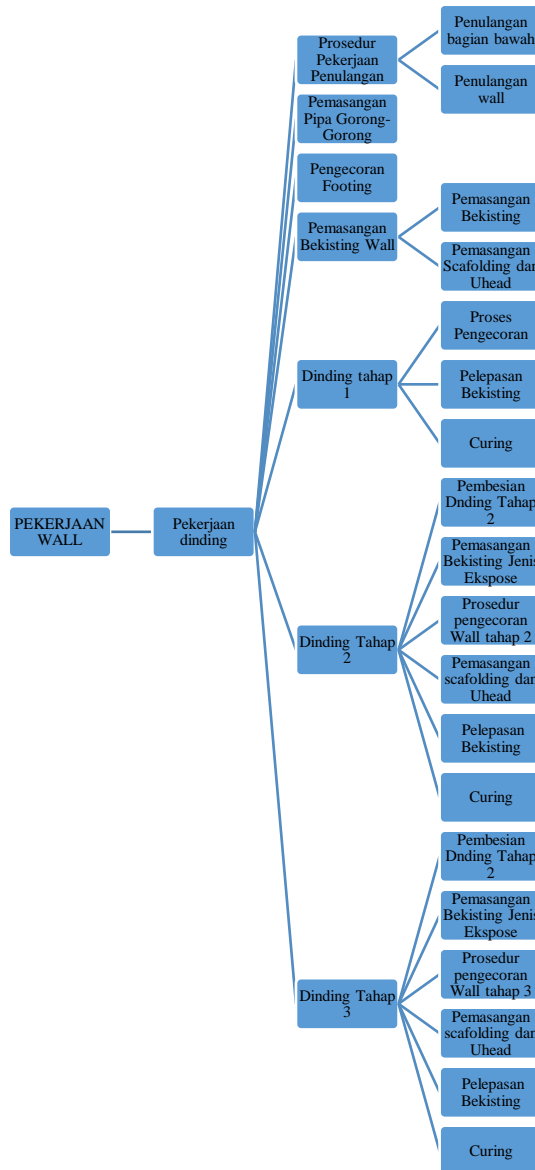 PEKERJAAN
WALL
Pekerjaan
dinding
Prosedur
Pekerjaan
Penulangan
Penulangan
bagian bawah
Penulangan
wall
Pemasangan
Pipa Gorong-
Gorong
Pengecoran
Footing
Pemasangan
Bekisting Wall
Pemasangan
Bekisting
Pemasangan
Scafolding dan
Uhead
Dinding tahap
1
Proses
Pengecoran
Pelepasan
Bekisting
Curing
Dinding Tahap
2
Pembesian
Dnding Tahap
2
Pemasangan
Bekisting Jenis
Ekspose
Prosedur
pengecoran
Wall tahap 2
Pemasangan
scafolding dan
Uhead
Pelepasan
Bekisting
Curing
Dinding Tahap
3
Pembesian
Dnding Tahap
2
Pemasangan
Bekisting Jenis
Ekspose
Prosedur
pengecoran
Wall tahap 3
Pemasangan
scafolding dan
Uhead
Pelepasan
Bekisting
Curing